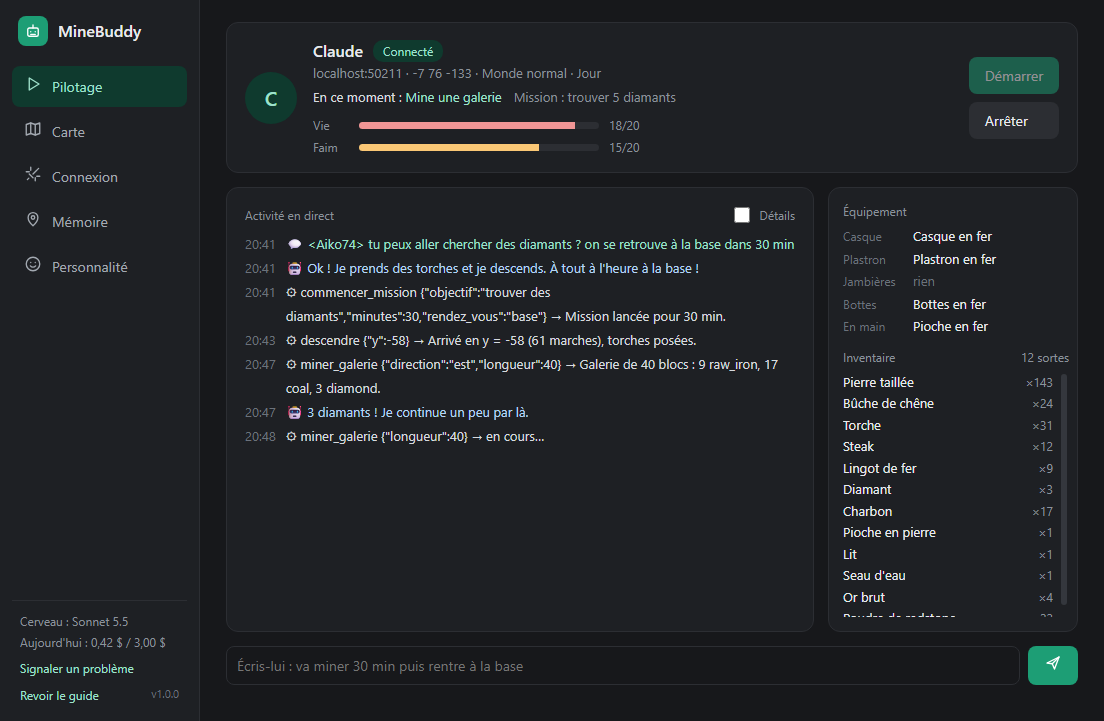 MineBuddy
Pilotage
Carte
Connexion
Mémoire
Personnalité
Cerveau : Sonnet 5.5
Aujourd'hui : 0,42 $ / 3,00 $
Signaler un problème
Revoir le guide v1.0.0
C
Claude Connecté
localhost:50211 · -7 76 -133 · Monde normal · Jour
En ce moment : Mine une galerie Mission : trouver 5 diamants
Vie 18/20
Faim 15/20
Démarrer
Arrêter
Activité en direct Détails
20:41 💬 <Aiko74> tu peux aller chercher des diamants ? on se retrouve à la base dans 30 min
20:41 🤖 Ok ! Je prends des torches et je descends. À tout à l'heure à la base !
20:41 ⚙ commencer_mission {"objectif":"trouver des
diamants","minutes":30,"rendez_vous":"base"} → Mission lancée pour 30 min.
20:43 ⚙ descendre {"y":-58} → Arrivé en y = -58 (61 marches), torches posées.
20:47 ⚙ miner_galerie {"direction":"est","longueur":40} → Galerie de 40 blocs : 9 raw_iron, 17
coal, 3 diamond.
20:47 🤖 3 diamants ! Je continue un peu par là.
20:48 ⚙ miner_galerie {"longueur":40} → en cours...
Équipement
Casque Casque en fer
Plastron Plastron en fer
Jambières rien
Bottes Bottes en fer
En main Pioche en fer
Inventaire 12 sortes
Pierre taillée ×143
Bûche de chêne ×24
Torche ×31
Steak ×12
Lingot de fer ×9
Diamant ×3
Charbon ×17
Pioche en pierre ×1
Lit ×1
Seau d'eau ×1
Or brut ×4
Écris-lui : va miner 30 min puis rentre à la base